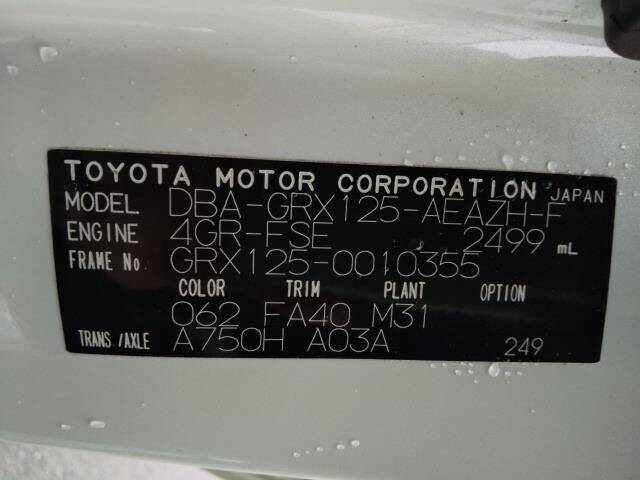 TOYOTA MOTOR CORPORATION JAPAN
MODEL DBA-GRX125-AEAZH-F
ENGINE 4GR-FSE 2499 mL
FRAME No GRX125-0010355
COLOR TRIM PLANT OPTION
062 FA40 M31
TRANS./AXLE A750H A03A 249